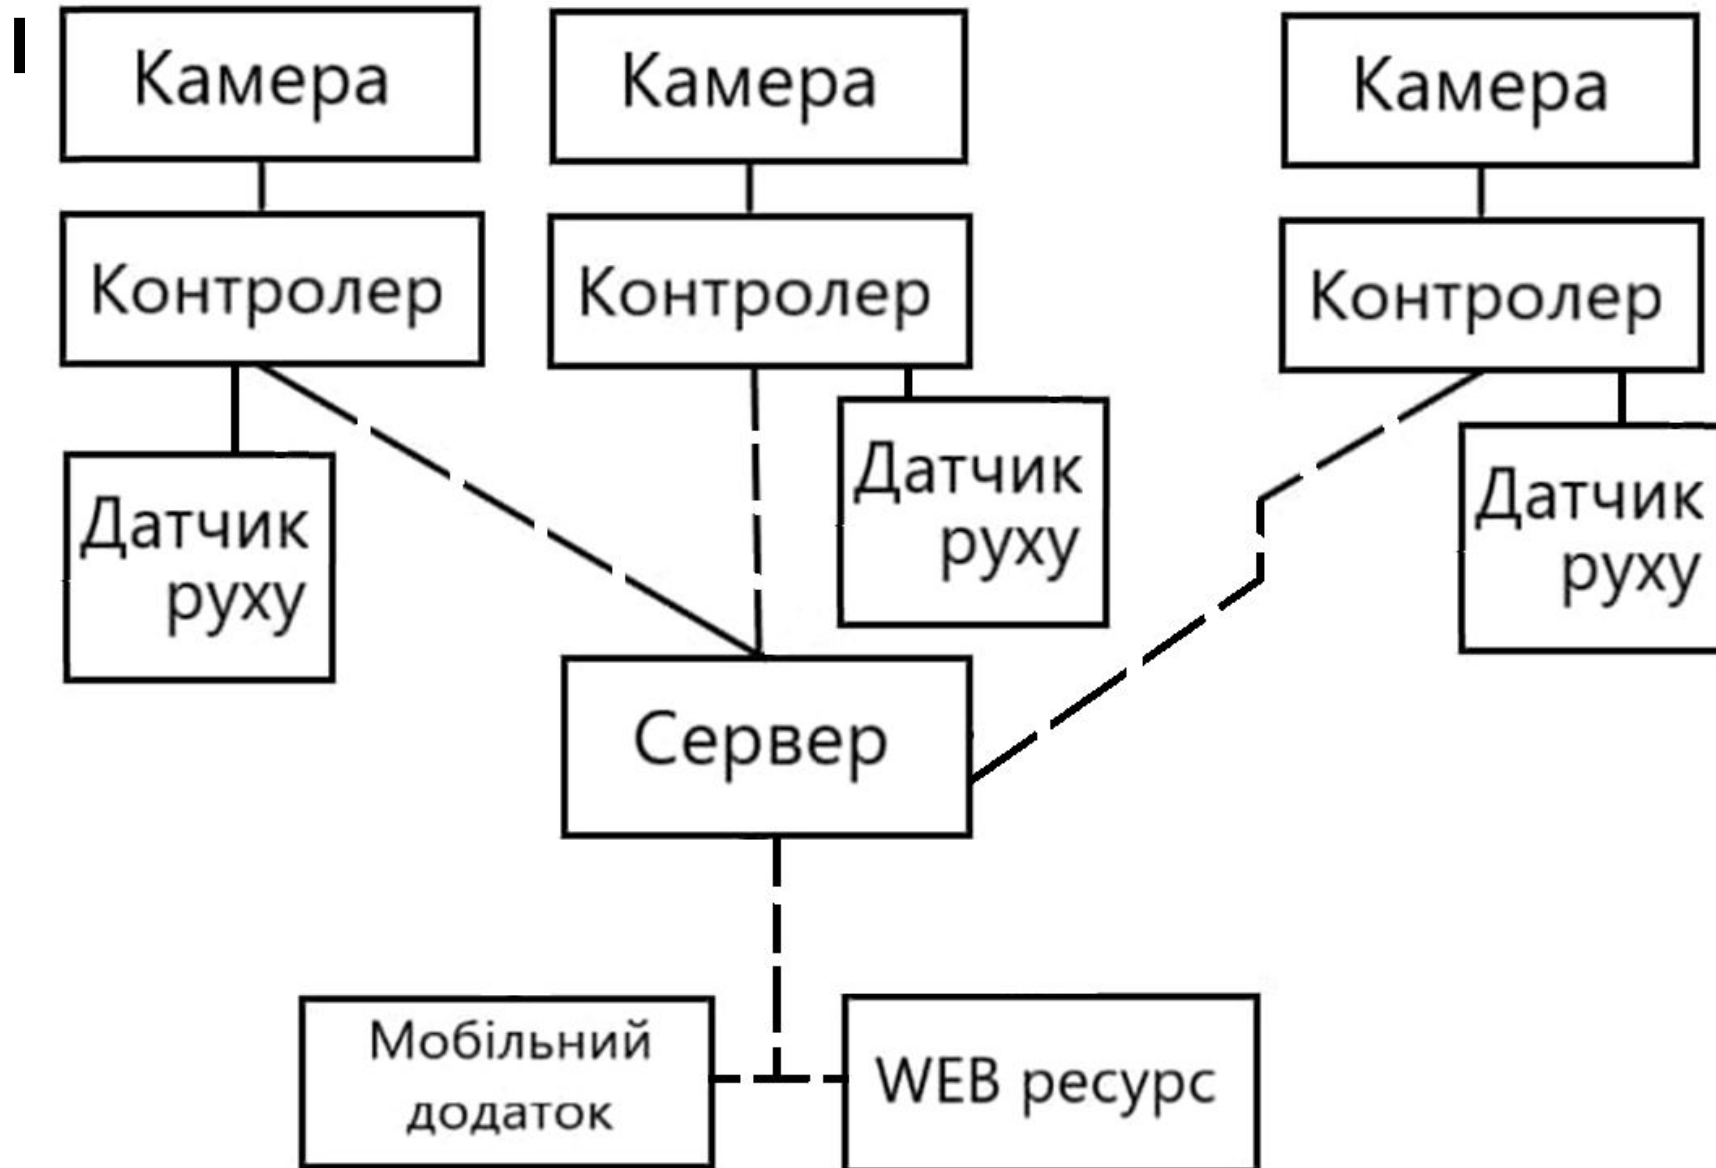 Камера
Камера
Камера
Контролер
Контролер
Контролер
Датчик
руху
Датчик
руху
Датчик
руху
Сервер
Мобільний
додаток
WEB ресурс